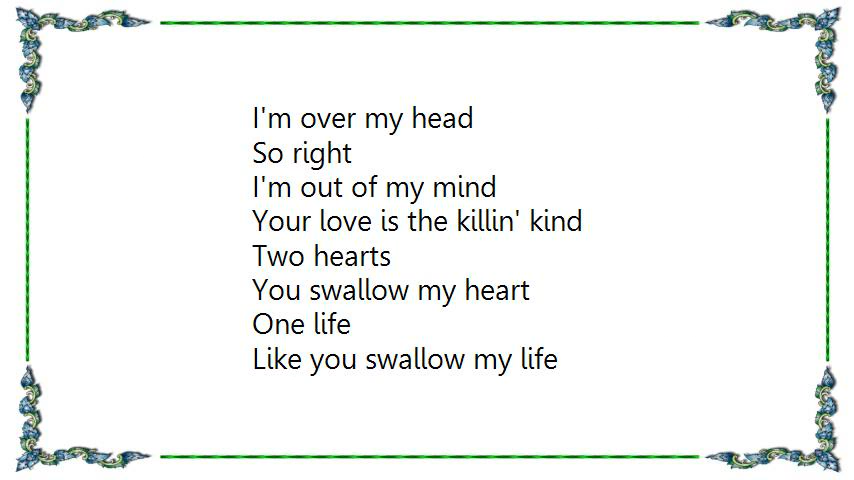 I'm over my head
So right
I'm out of my mind
Your love is the killin' kind
Two hearts
You swallow my heart
One life
Like you swallow my life